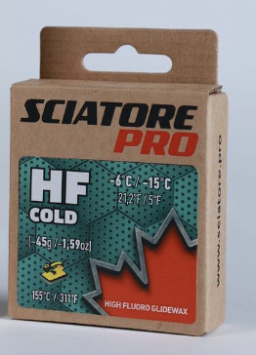 SCIATORE
PRO
HF
COLD
-6°C / -15°C
21,2°F / 5°F
[~45g/~1,59oz]
155°C / 311°F
HIGH FLUORO GLIDEWAX
www.sciatore.pro